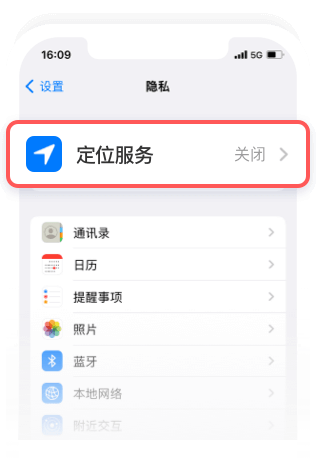 16:09 5G
设置 隐私
定位服务 关闭
通讯录
日历
提醒事项
照片
蓝牙
本地网络
附近交互